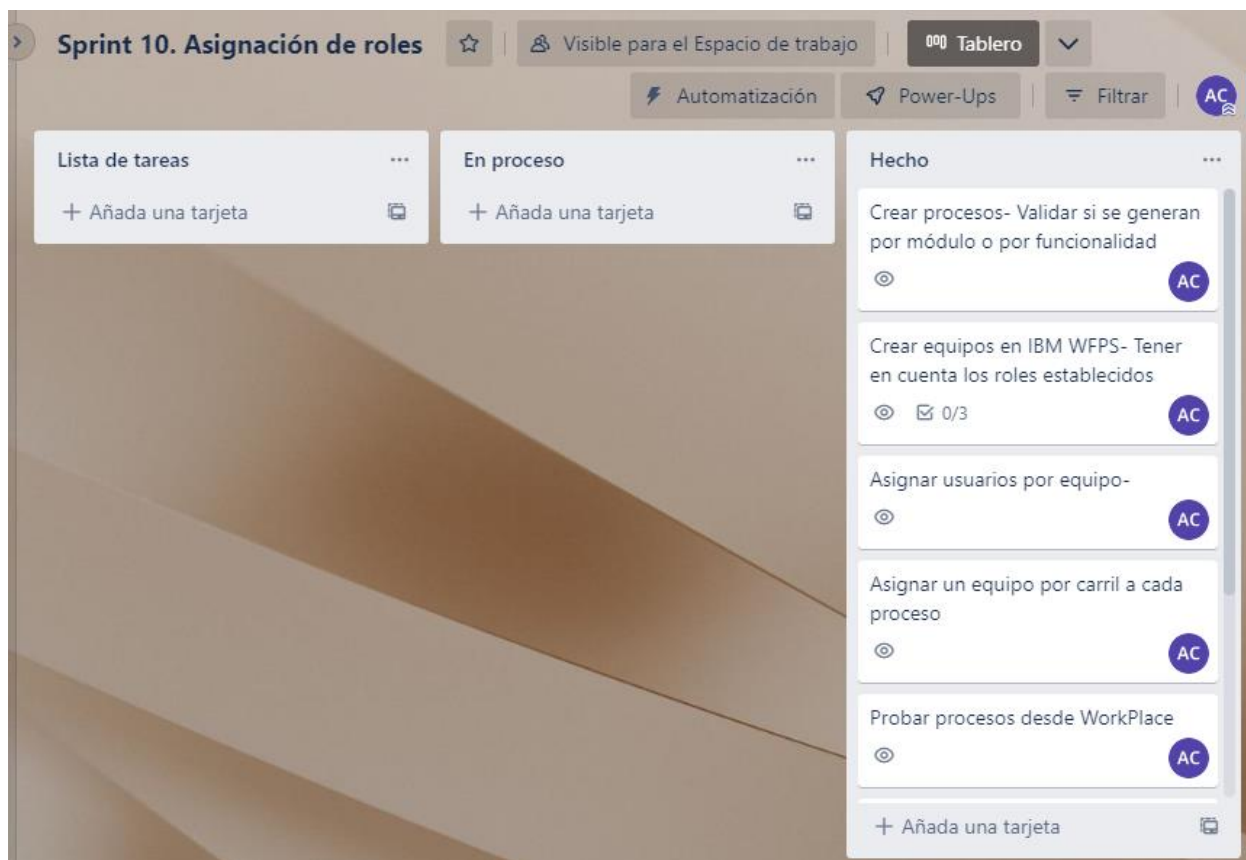 Sprint 10. Asignación de roles
Visible para el Espacio de trabajo
Tablero
Automatización
Power-Ups
Filtrar
AC
Lista de tareas
Añada una tarjeta
En proceso
Añada una tarjeta
Hecho
Crear procesos- Validar si se generan
por módulo o por funcionalidad
AC
Crear equipos en IBM WFPS- Tener
en cuenta los roles establecidos
0/3
AC
Asignar usuarios por equipo-
AC
Asignar un equipo por carril a cada
proceso
AC
Probar procesos desde WorkPlace
AC
Añada una tarjeta